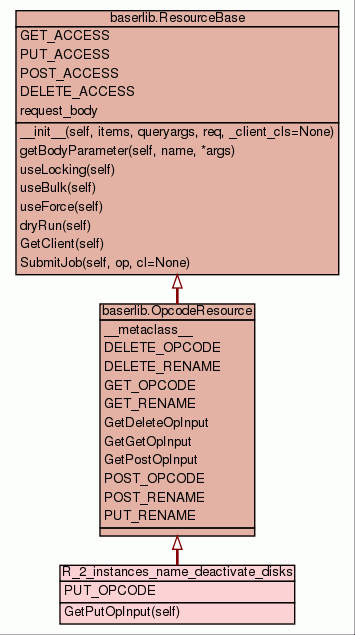 baserlib.ResourceBase
GET_ACCESS
PUT_ACCESS
POST_ACCESS
DELETE_ACCESS
request_body
__init__(self, items, queryargs, req, _client_cls=None)
getBodyParameter(self, name, *args)
useLocking(self)
useBulk(self)
useForce(self)
dryRun(self)
GetClient(self)
SubmitJob(self, op, cl=None)
baserlib.OpcodeResource
__metaclass__
DELETE_OPCODE
DELETE_RENAME
GET_OPCODE
GET_RENAME
GetDeleteOpInput
GetGetOpInput
GetPostOpInput
POST_OPCODE
POST_RENAME
PUT_RENAME
R_2_instances_name_deactivate_disks
PUT_OPCODE
GetPutOpInput(self)